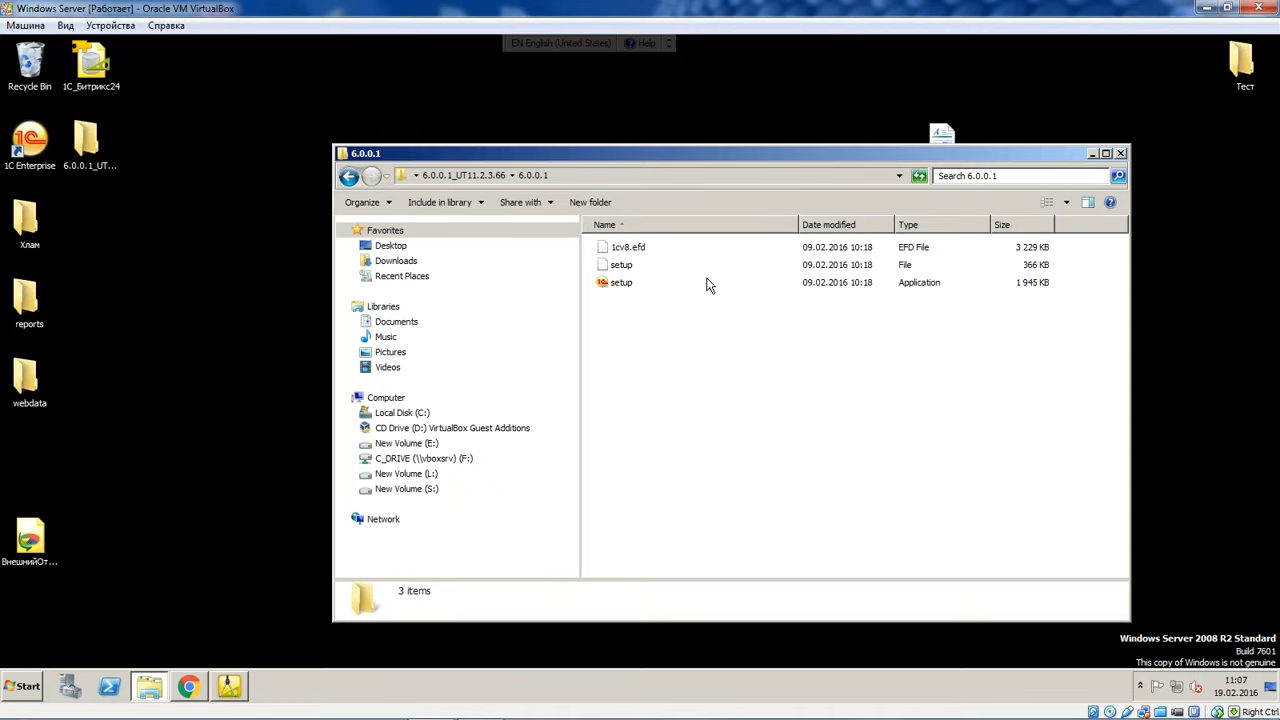 Windows Server [Работает] - Oracle VM VirtualBox
Машина Вид Устройства Справка
EN English (United States) Help
Recycle Bin
1С_Битрикс24
Тест
1C Enterprise
6.0.0.1_UT...
Хлам
reports
webdata
ВнешнийОт...
6.0.0.1
6.0.0.1_UT11.2.3.66 6.0.0.1
Search 6.0.0.1
Organize Include in library Share with New folder
Name Date modified Type Size
1cv8.efd 09.02.2016 10:18 EFD File 3 229 KB
setup 09.02.2016 10:18 File 366 KB
setup 09.02.2016 10:18 Application 1 945 KB
Favorites
Desktop
Downloads
Recent Places
Libraries
Documents
Music
Pictures
Videos
Computer
Local Disk (C:)
CD Drive (D:) VirtualBox Guest Additions
New Volume (E:)
C_DRIVE (\\vboxsrv) (F:)
New Volume (L:)
New Volume (S:)
Network
3 items
Windows Server 2008 R2 Standard
Build 7601
This copy of Windows is not genuine
Start
11:07
19.02.2016
Right Ctrl